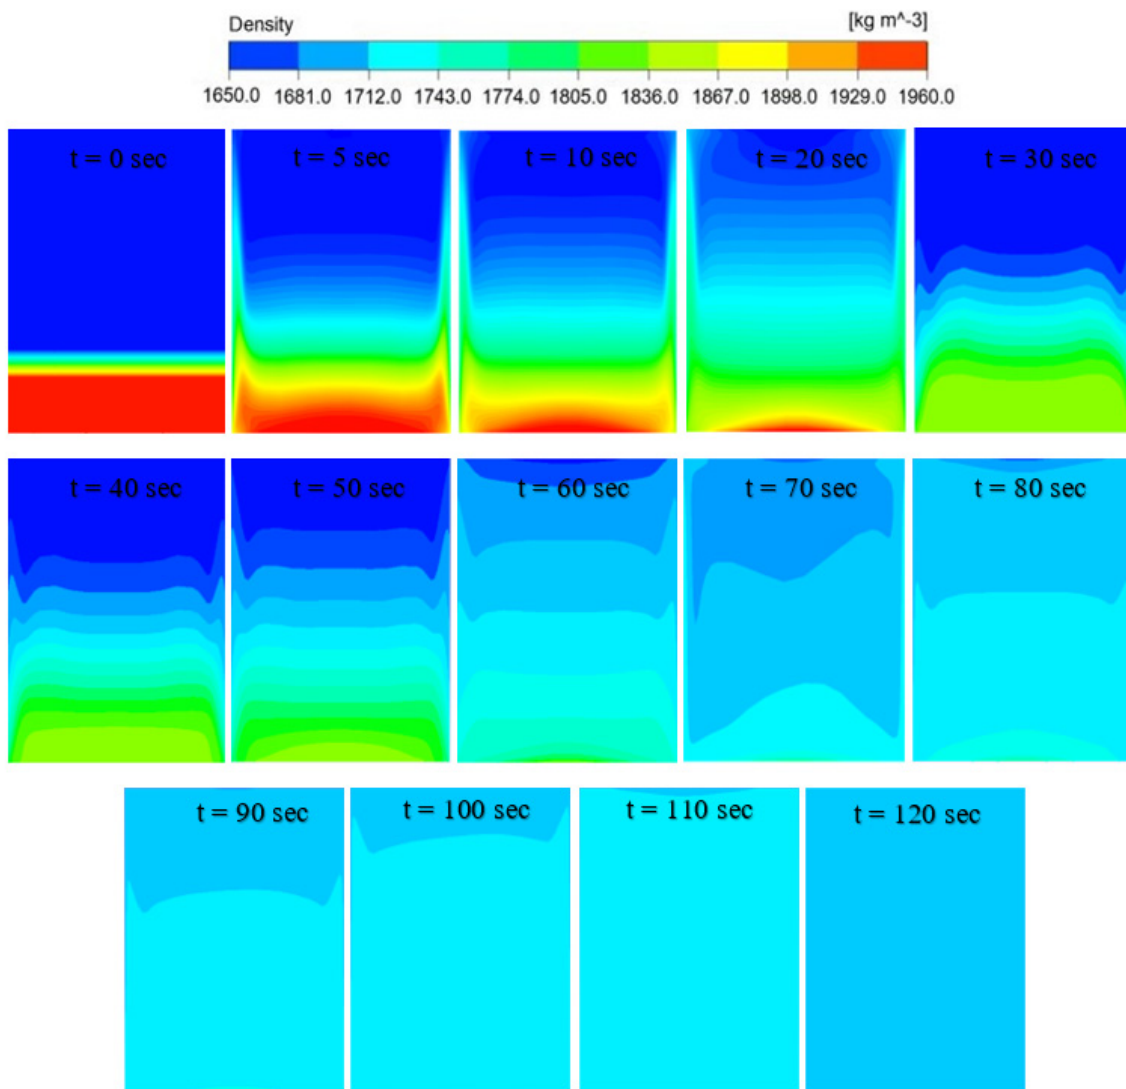 Density [kg m^-3]
1650.0 1681.0 1712.0 1743.0 1774.0 1805.0 1836.0 1867.0 1898.0 1929.0 1960.0
t = 0 sec t = 5 sec t = 10 sec t = 20 sec t = 30 sec
t = 40 sec t = 50 sec t = 60 sec t = 70 sec t = 80 sec
t = 90 sec t = 100 sec t = 110 sec t = 120 sec